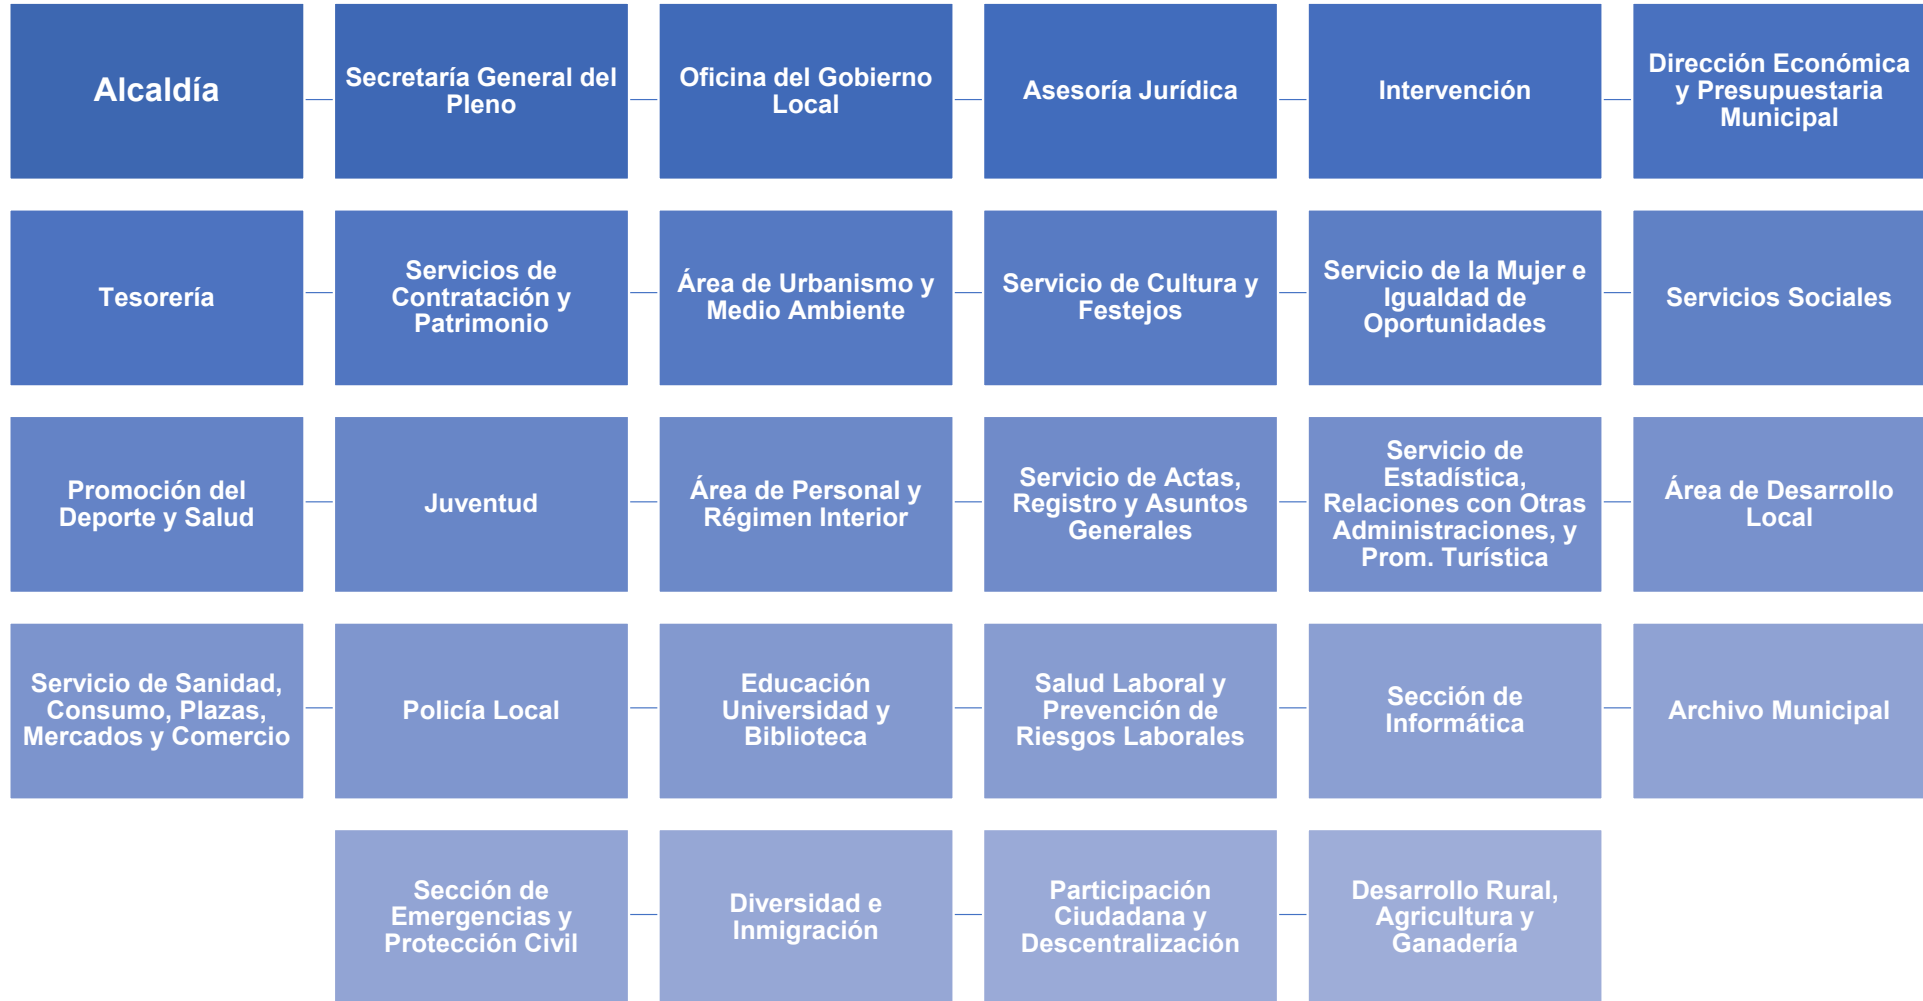 Alcaldía
Secretaría General del
Pleno
Oficina del Gobierno
Local
Asesoría Jurídica
Intervención
Dirección Económica
y Presupuestaria
Municipal
Tesorería
Servicios de
Contratación y
Patrimonio
Área de Urbanismo y
Medio Ambiente
Servicio de Cultura y
Festejos
Servicio de la Mujer e
Igualdad de
Oportunidades
Servicios Sociales
Promoción del
Deporte y Salud
Juventud
Área de Personal y
Régimen Interior
Servicio de Actas,
Registro y Asuntos
Generales
Servicio de
Estadística,
Relaciones con Otras
Administraciones, y
Prom. Turística
Área de Desarrollo
Local
Servicio de Sanidad,
Consumo, Plazas,
Mercados y Comercio
Policía Local
Educación
Universidad y
Biblioteca
Salud Laboral y
Prevención de
Riesgos Laborales
Sección de
Informática
Archivo Municipal
Sección de
Emergencias y
Protección Civil
Diversidad e
Inmigración
Participación
Ciudadana y
Descentralización
Desarrollo Rural,
Agricultura y
Ganadería